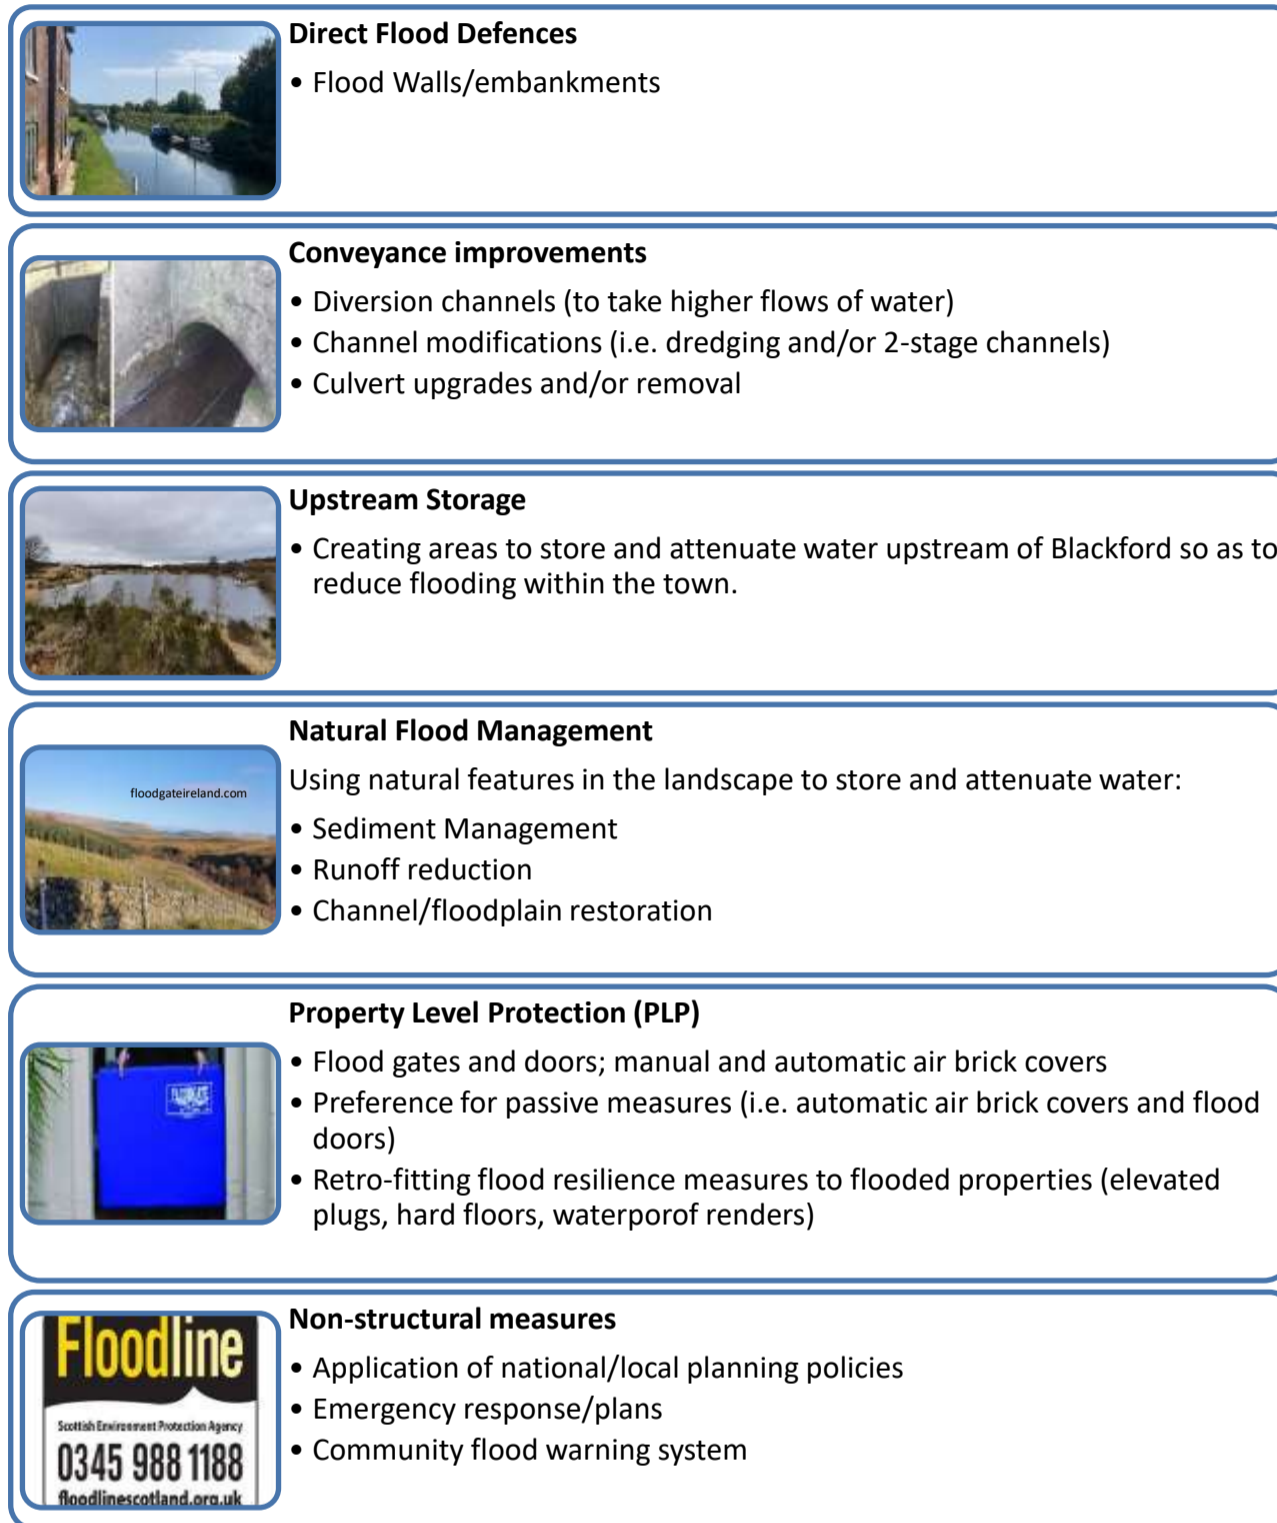 Direct Flood Defences
• Flood Walls/embankments
Conveyance improvements
• Diversion channels (to take higher flows of water)
• Channel modifications (i.e. dredging and/or 2-stage channels)
• Culvert upgrades and/or removal
Upstream Storage
• Creating areas to store and attenuate water upstream of Blackford so as to
reduce flooding within the town.
Natural Flood Management
floodgateireland.com
Using natural features in the landscape to store and attenuate water:
• Sediment Management
• Runoff reduction
• Channel/floodplain restoration
Property Level Protection (PLP)
• Flood gates and doors; manual and automatic air brick covers
• Preference for passive measures (i.e. automatic air brick covers and flood
doors)
• Retro-fitting flood resilience measures to flooded properties (elevated
plugs, hard floors, waterporof renders)
FLOODGATE
Non-structural measures
• Application of national/local planning policies
• Emergency response/plans
• Community flood warning system
Floodline
Scottish Environment Protection Agency
0345 988 1188
floodlinescotland.org.uk